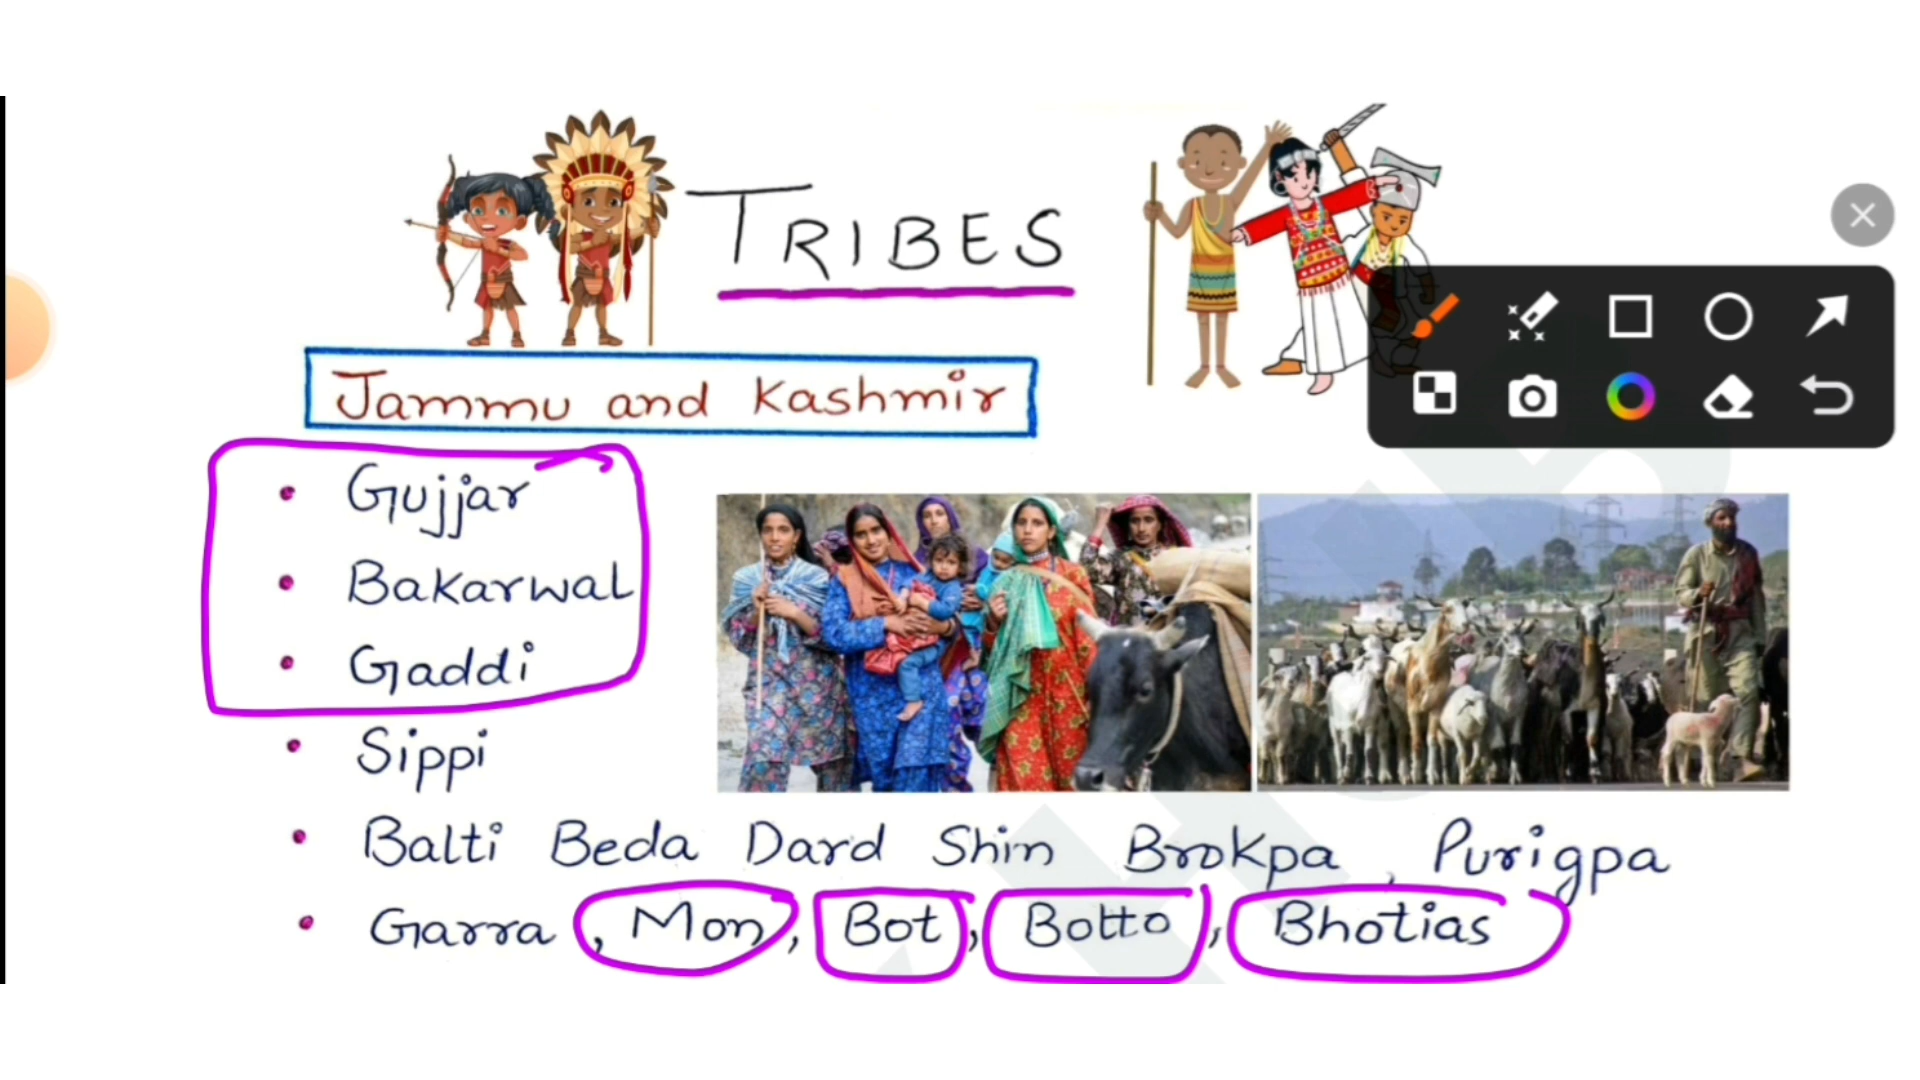 TRIBES
Jammu and Kashmir
• Gujjar
• Bakarwal
• Gaddi
• Sippi
• Balti Beda Dard Shin Brokpa , Purigpa
• Garra , Mon , Bot , Botto , Bhotias